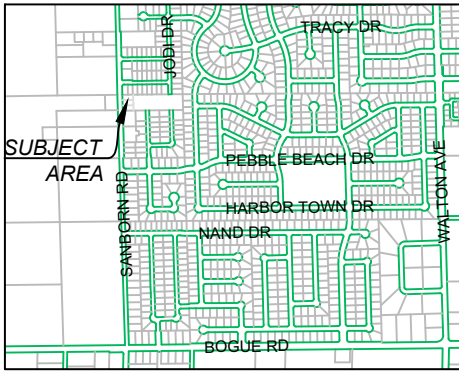 TRACY DR
JODI DR
SUBJECT
AREA
PEBBLE BEACH DR
WALTON AVE
SANBORN RD
HARBOR TOWN DR
NAND DR
BOGUE RD